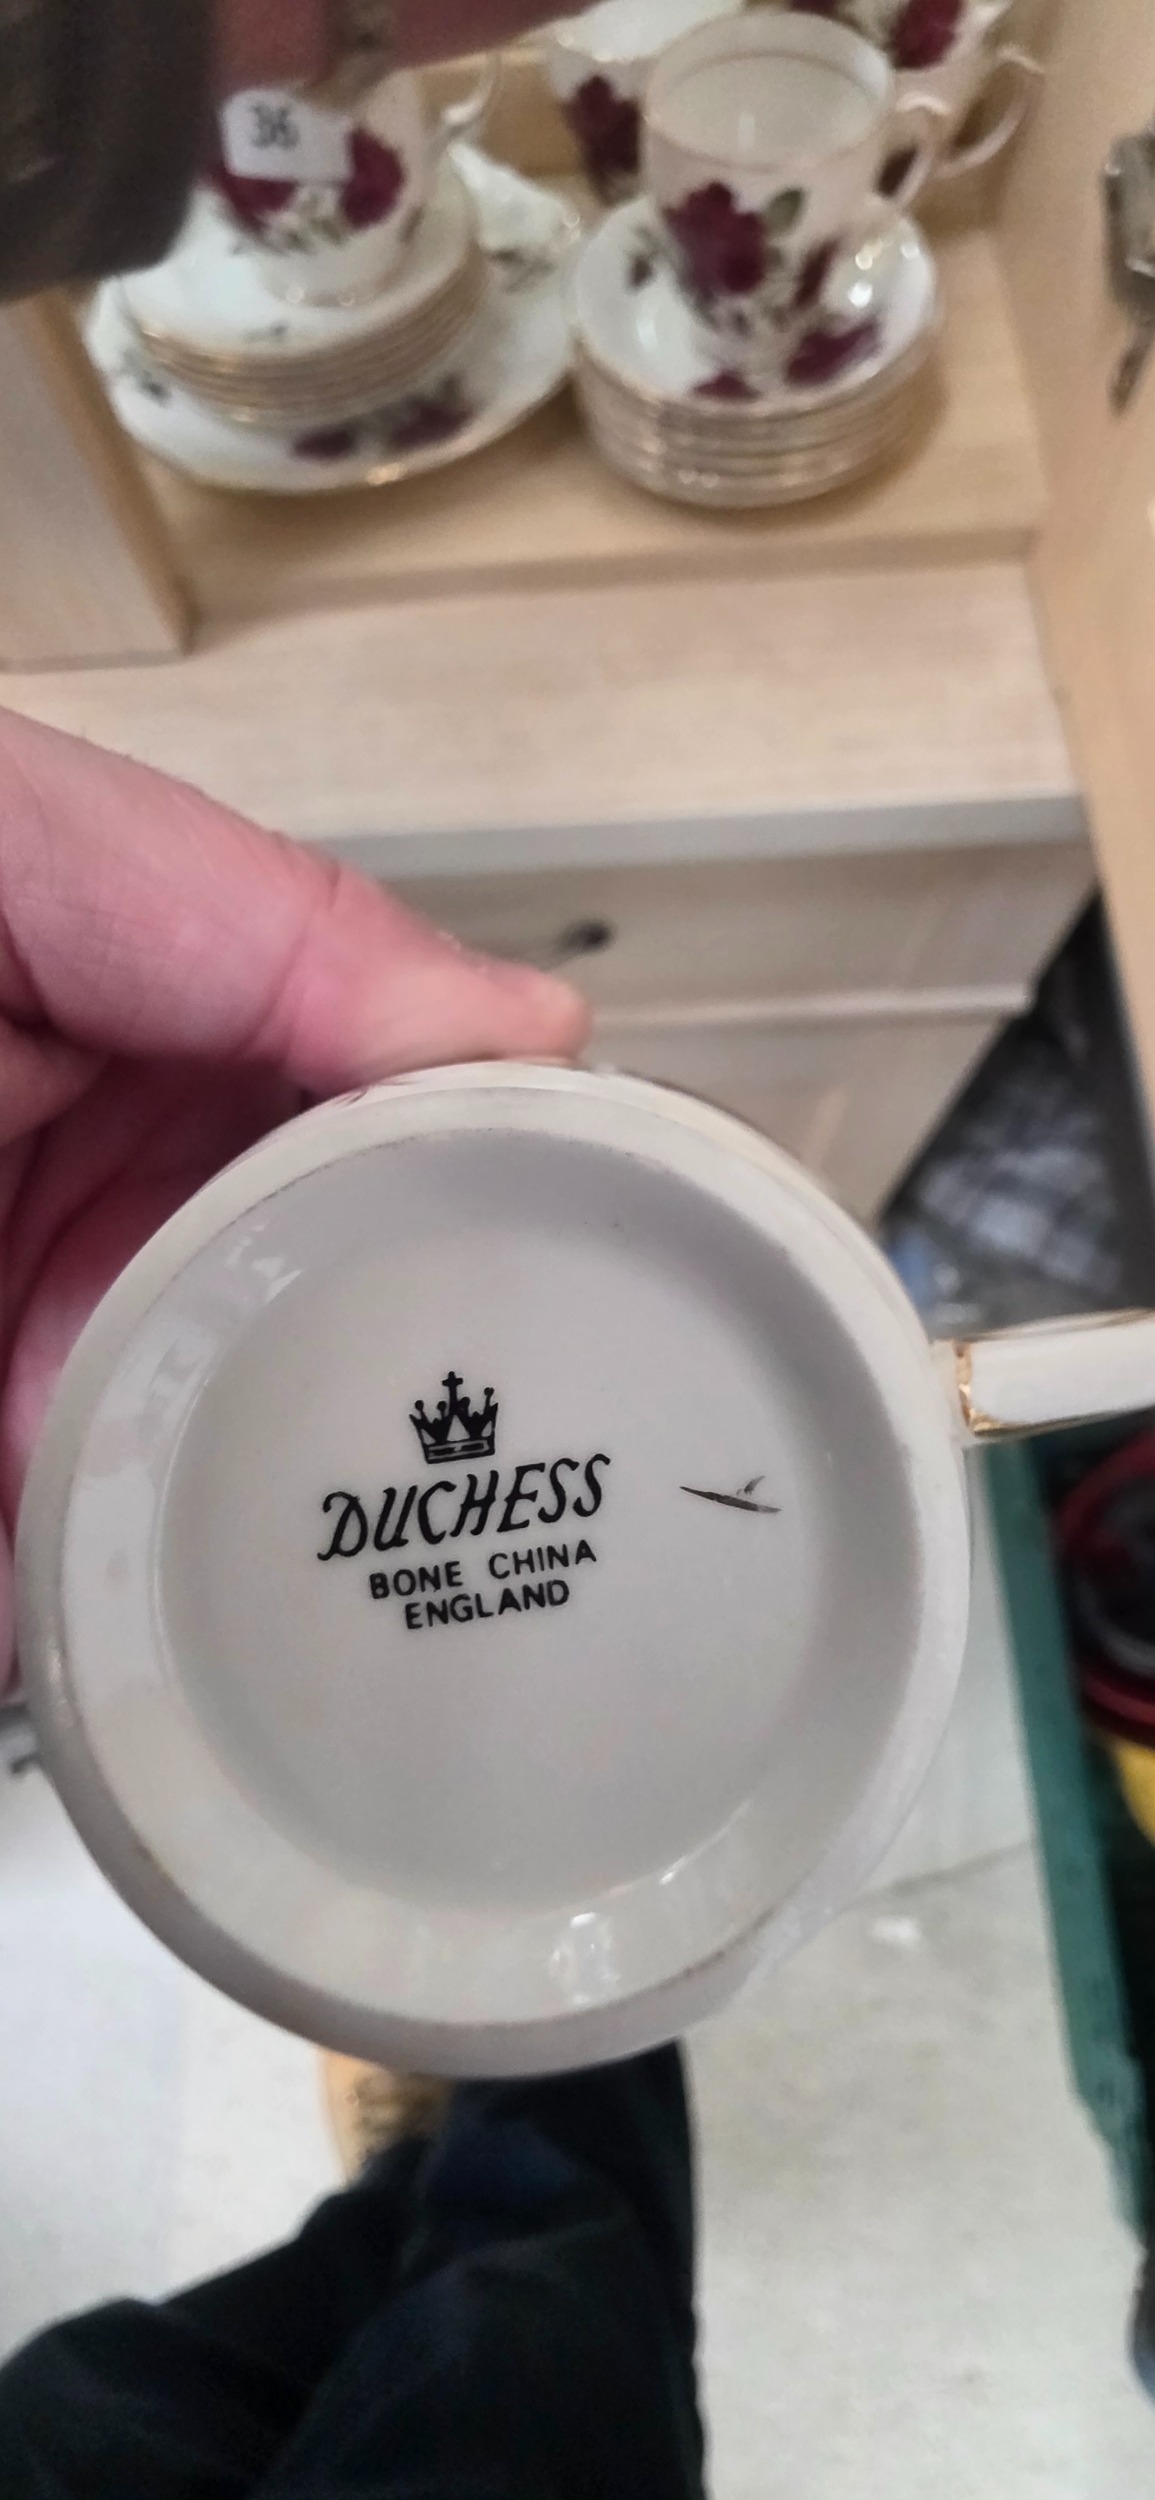 36
DUCHESS
BONE CHINA
ENGLAND